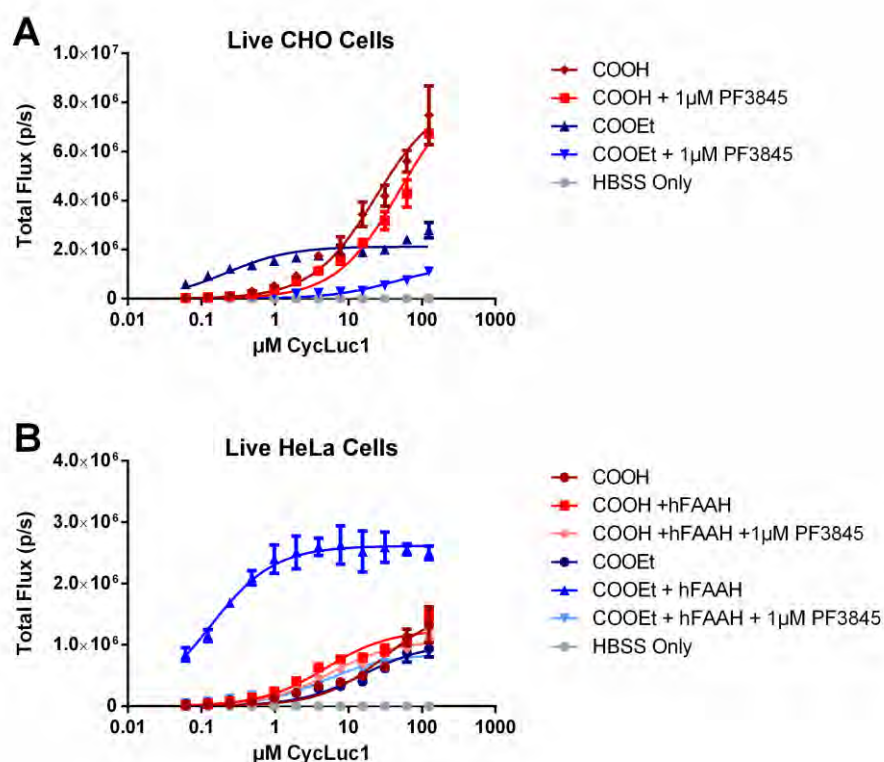 A
Live CHO Cells
Total Flux (p/s)
1.0×10⁷
8.0×10⁶
6.0×10⁶
4.0×10⁶
2.0×10⁶
0
0.01 0.1 1 10 100 1000
µM CycLuc1
COOH
COOH + 1µM PF3845
COOEt
COOEt + 1µM PF3845
HBSS Only
B
Live HeLa Cells
Total Flux (p/s)
4.0×10⁶
3.0×10⁶
2.0×10⁶
1.0×10⁶
0
0.01 0.1 1 10 100 1000
µM CycLuc1
COOH
COOH +hFAAH
COOH +hFAAH +1µM PF3845
COOEt
COOEt + hFAAH
COOEt + hFAAH + 1µM PF3845
HBSS Only